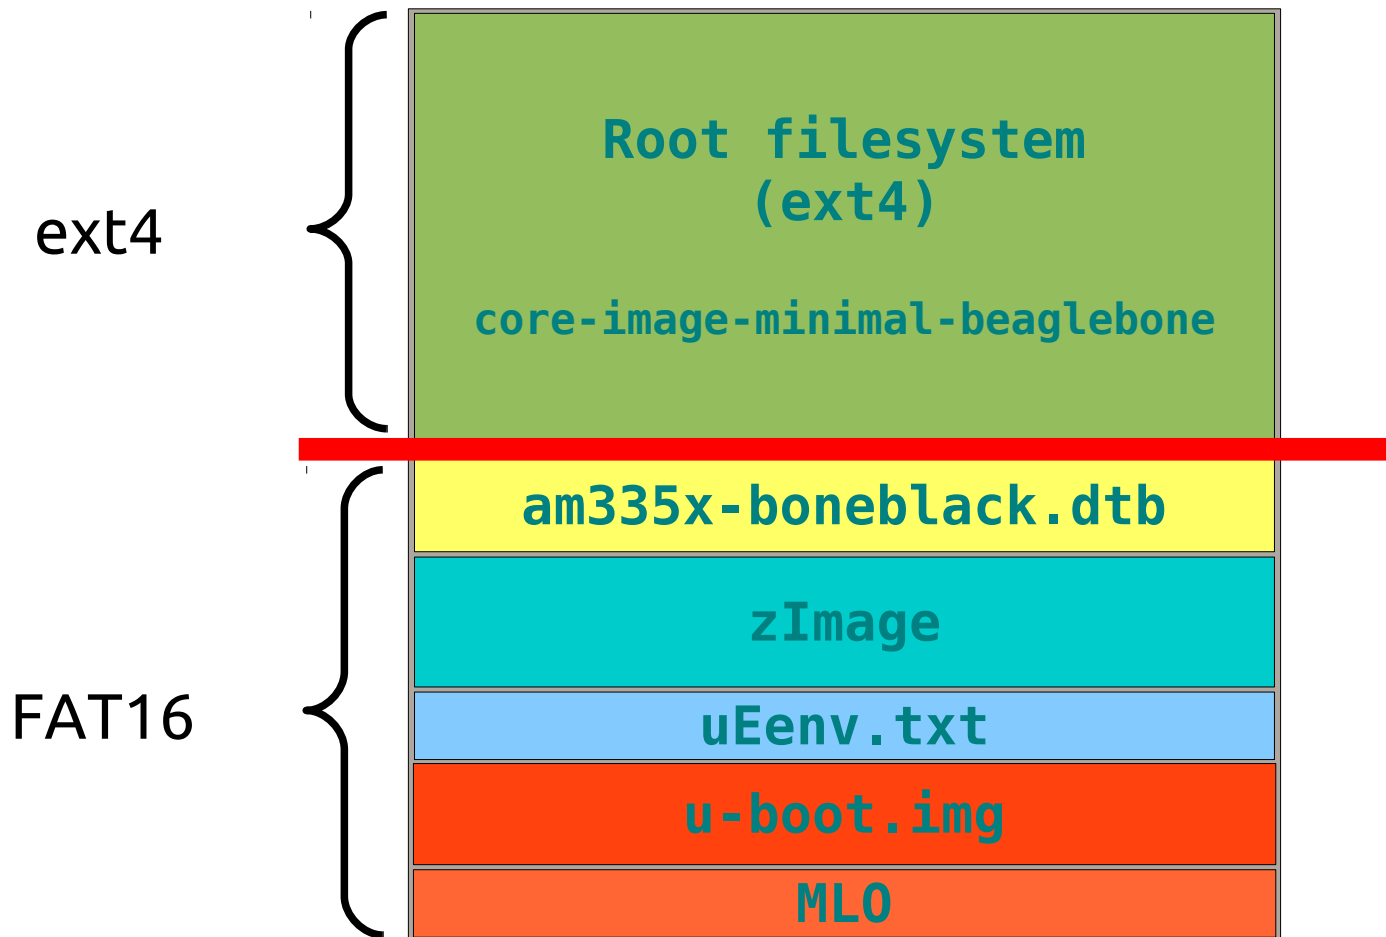 ext4
Root filesystem
(ext4)
core-image-minimal-beaglebone
FAT16
am335x-boneblack.dtb
zImage
uEenv.txt
u-boot.img
MLO